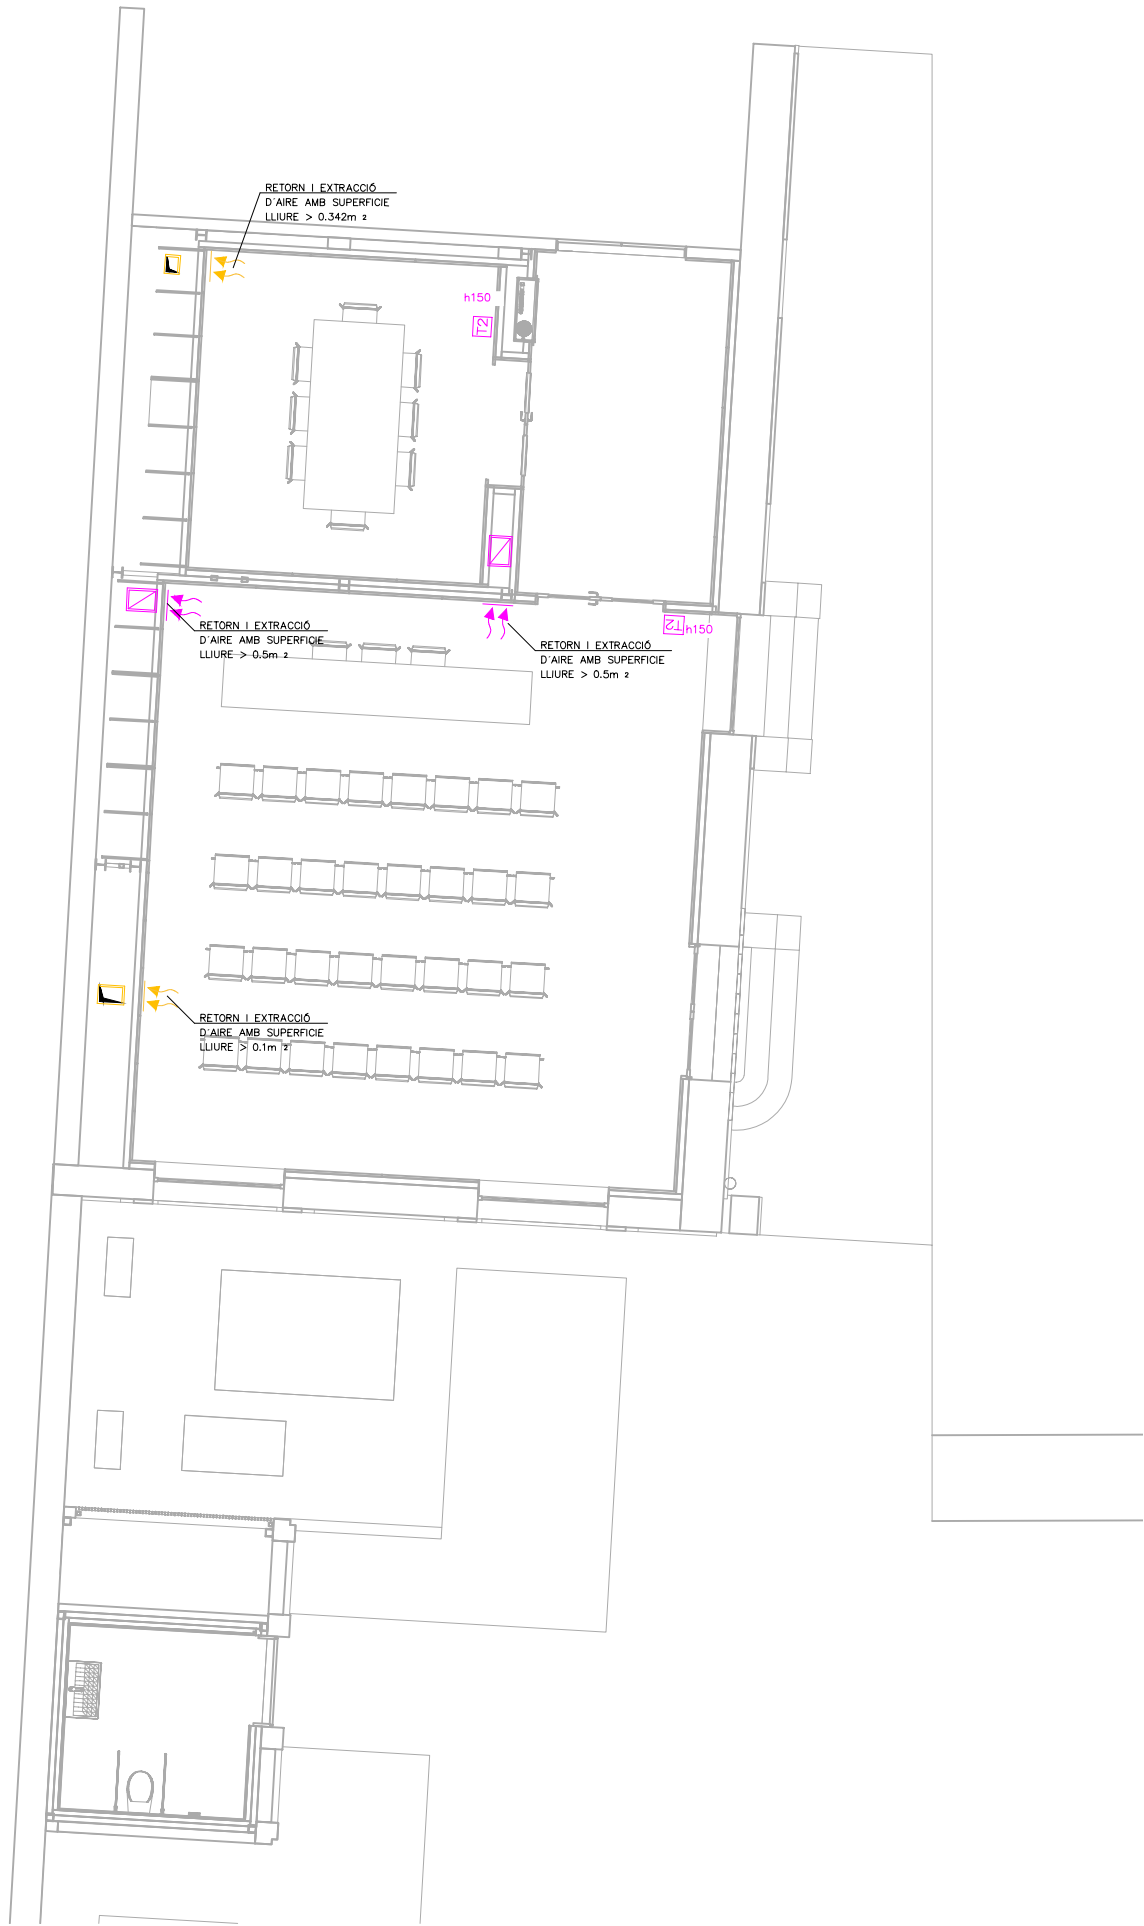 RETORN I EXTRACCIÓ
D'AIRE AMB SUPERFICIE
LLIURE > 0.342m 2
h150
T2
RETORN I EXTRACCIÓ
D'AIRE AMB SUPERFICIE
LLIURE > 0.5m 2
T2 h150
RETORN I EXTRACCIÓ
D'AIRE AMB SUPERFICIE
LLIURE > 0.5m 2
RETORN I EXTRACCIÓ
D'AIRE AMB SUPERFICIE
LLIURE > 0.1m 2